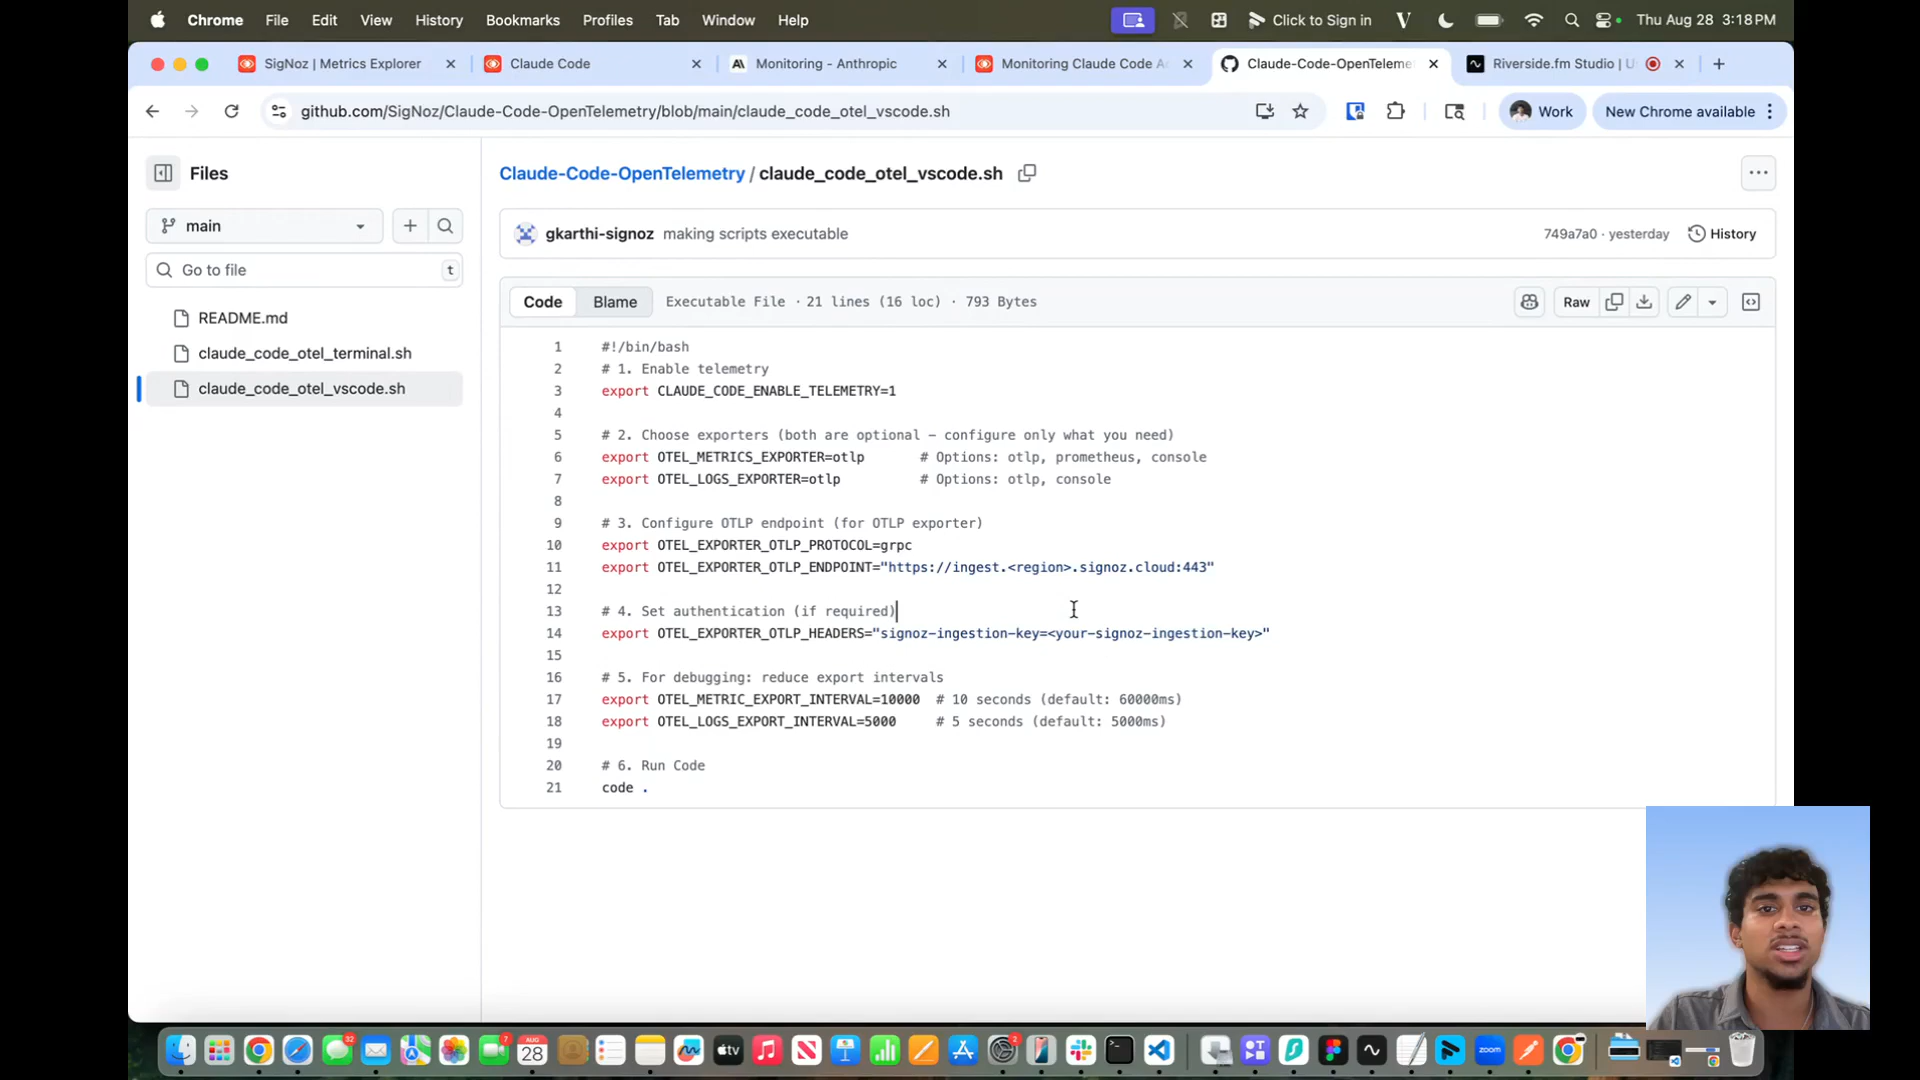 Chrome File Edit View History Bookmarks Profiles Tab Window Help
Click to Sign in
Thu Aug 28 3:18 PM
SigNoz | Metrics Explorer
Claude Code
Monitoring - Anthropic
Monitoring Claude Code A
Claude-Code-OpenTeleme
Riverside.fm Studio | U
github.com/SigNoz/Claude-Code-OpenTelemetry/blob/main/claude_code_otel_vscode.sh
Work
New Chrome available
Files
Claude-Code-OpenTelemetry / claude_code_otel_vscode.sh
main
gkarthi-signoz making scripts executable
749a7a0 · yesterday
History
Go to file
t
Code
Blame
Executable File · 21 lines (16 loc) · 793 Bytes
Raw
README.md
claude_code_otel_terminal.sh
claude_code_otel_vscode.sh
1 #!/bin/bash
2 # 1. Enable telemetry
3 export CLAUDE_CODE_ENABLE_TELEMETRY=1
4
5 # 2. Choose exporters (both are optional – configure only what you need)
6 export OTEL_METRICS_EXPORTER=otlp # Options: otlp, prometheus, console
7 export OTEL_LOGS_EXPORTER=otlp # Options: otlp, console
8
9 # 3. Configure OTLP endpoint (for OTLP exporter)
10 export OTEL_EXPORTER_OTLP_PROTOCOL=grpc
11 export OTEL_EXPORTER_OTLP_ENDPOINT="https://ingest.<region>.signoz.cloud:443"
12
13 # 4. Set authentication (if required)
14 export OTEL_EXPORTER_OTLP_HEADERS="signoz-ingestion-key=<your-signoz-ingestion-key>"
15
16 # 5. For debugging: reduce export intervals
17 export OTEL_METRIC_EXPORT_INTERVAL=10000 # 10 seconds (default: 60000ms)
18 export OTEL_LOGS_EXPORT_INTERVAL=5000 # 5 seconds (default: 5000ms)
19
20 # 6. Run Code
21 code .
32
7
AUG
28
tv
2
zoom